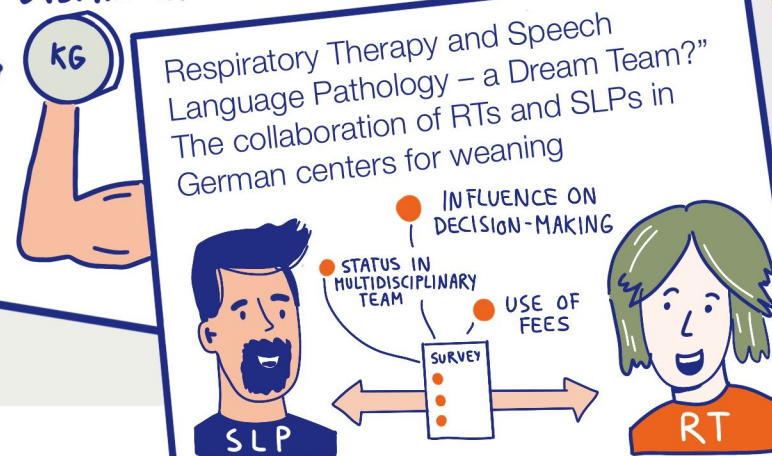 KG
Respiratory Therapy and Speech
Language Pathology – a Dream Team?”
The collaboration of RTs and SLPs in
German centers for weaning
INFLUENCE ON
DECISION-MAKING
STATUS IN
MULTIDISCIPLINARY
TEAM
USE OF
FEES
SURVEY
SLP
RT